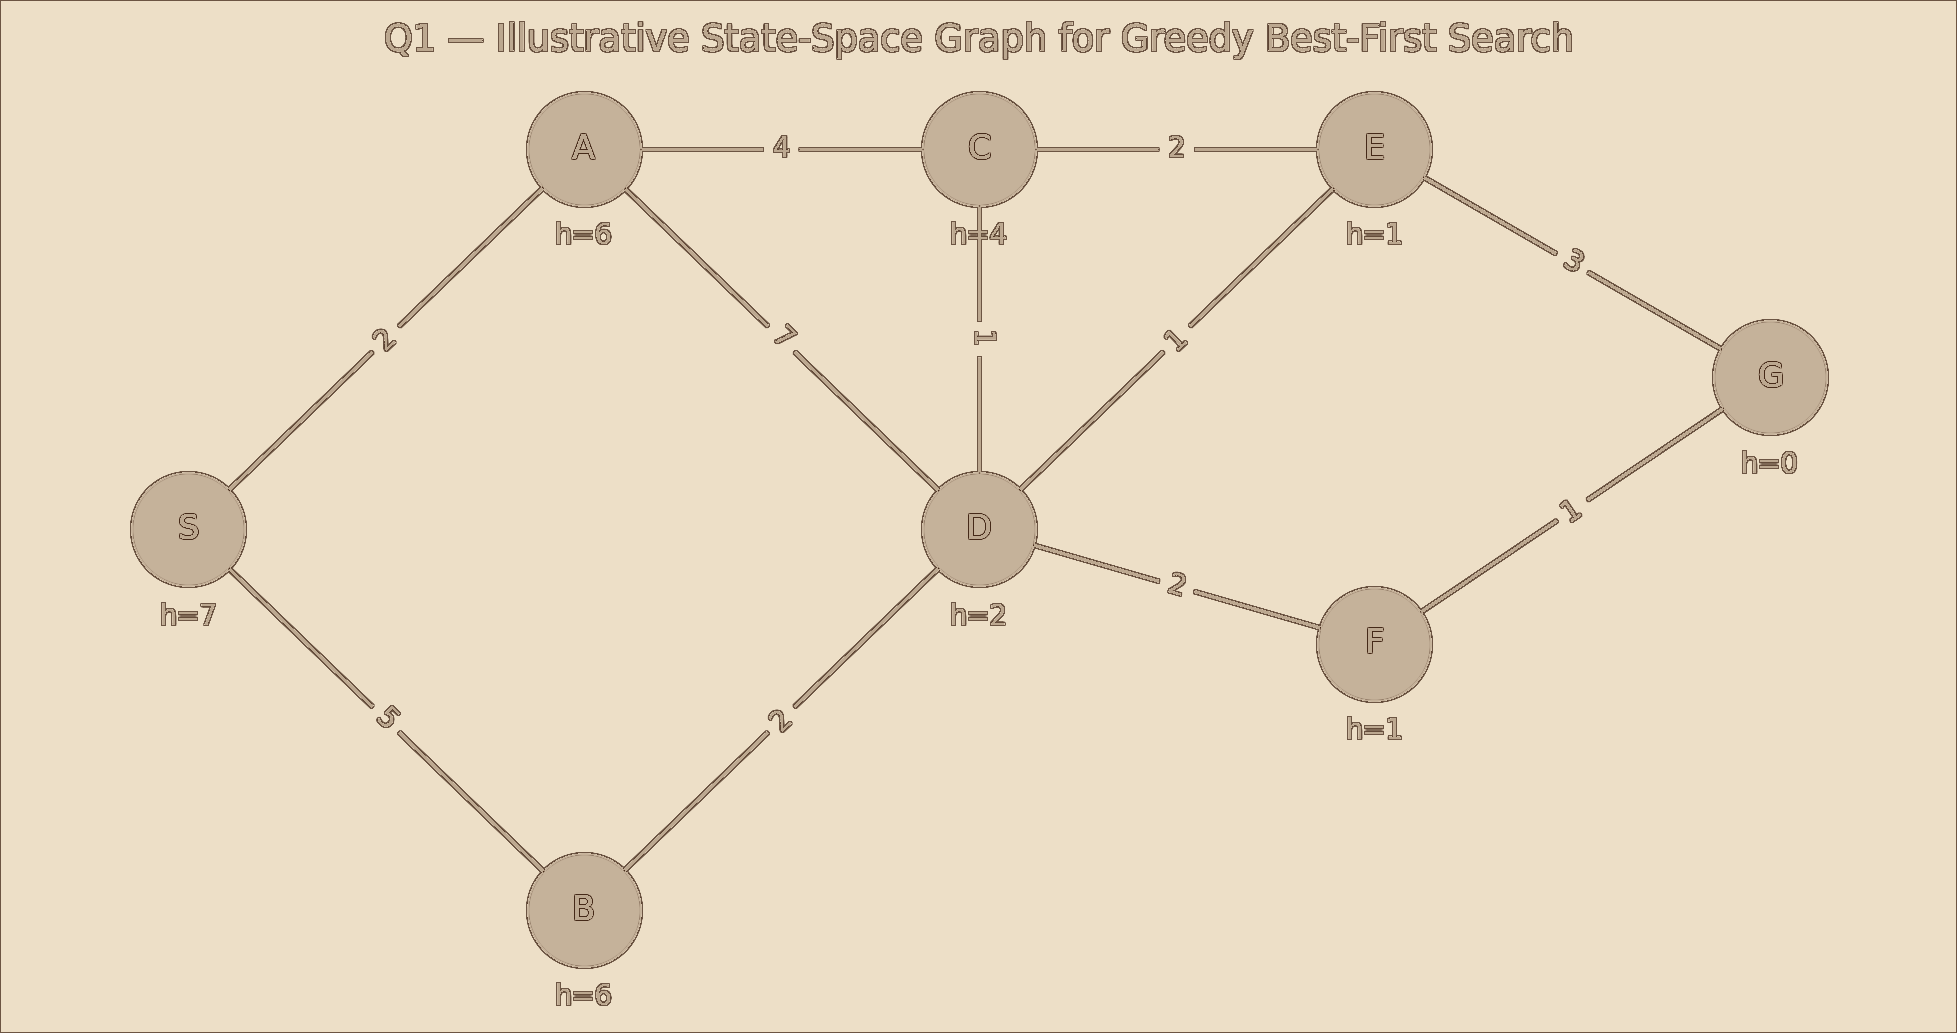 Q1 — Illustrative State-Space Graph for Greedy Best-First Search
A
4
C
2
E
h=6
h=4
h=1
3
2
7
1
1
G
h=0
S
D
1
h=7
h=2
2
F
5
2
h=1
B
h=6